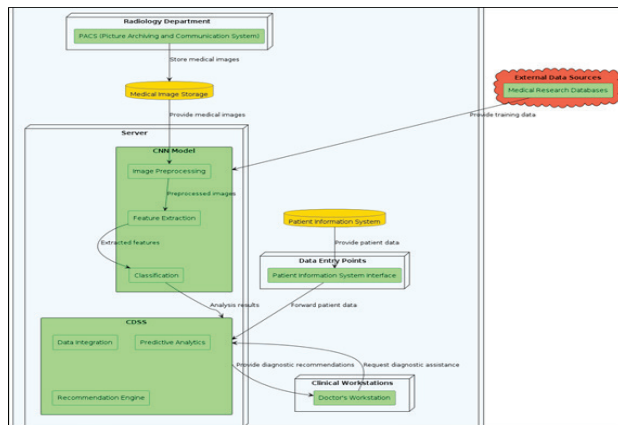 Radiology Department
PACS (Picture Archiving and Communication System)
Store medical images
Medical Image Storage
External Data Sources
Medical Research Databases
Provide medical images
Provide training data
Server
CNN Model
Image Preprocessing
Preprocessed images
Feature Extraction
Patient Information System
Extracted features
Provide patient data
Data Entry Points
Classification
Patient Information System Interface
Analysis results
Forward patient data
CDSS
Data Integration
Predictive Analytics
Provide diagnostic recommendations
Request diagnostic assistance
Clinical Workstations
Recommendation Engine
Doctor's Workstation